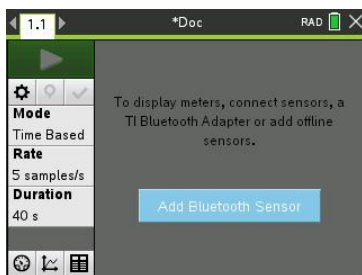 1.1
*Doc
RAD
Mode
Time Based
Rate
5 samples/s
Duration
40 s
To display meters, connect sensors, a
TI Bluetooth Adapter or add offline
sensors.
Add Bluetooth Sensor